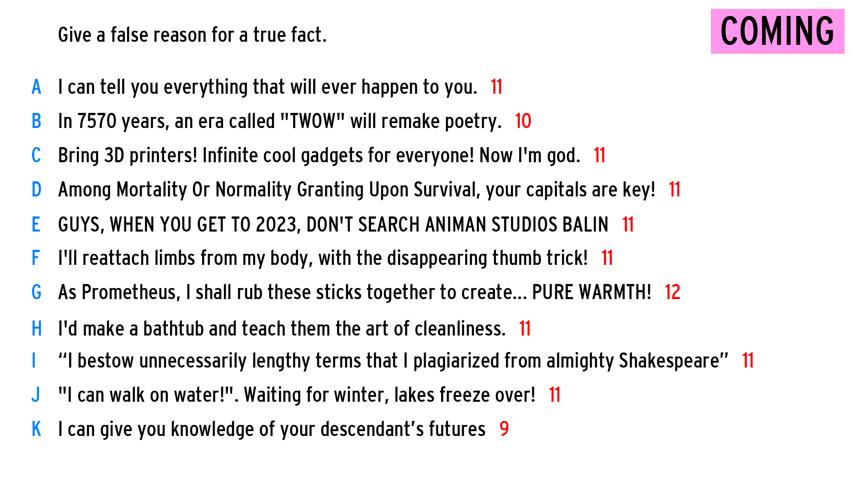 COMING
Give a false reason for a true fact.
A I can tell you everything that will ever happen to you. 11
B In 7570 years, an era called "TWOW" will remake poetry. 10
C Bring 3D printers! Infinite cool gadgets for everyone! Now I'm god. 11
D Among Mortality Or Normality Granting Upon Survival, your capitals are key! 11
E GUYS, WHEN YOU GET TO 2023, DON'T SEARCH ANIMAN STUDIOS BALIN 11
F I'll reattach limbs from my body, with the disappearing thumb trick! 11
G As Prometheus, I shall rub these sticks together to create... PURE WARMTH! 12
H I'd make a bathtub and teach them the art of cleanliness. 11
I “I bestow unnecessarily lengthy terms that I plagiarized from almighty Shakespeare” 11
J "I can walk on water!". Waiting for winter, lakes freeze over! 11
K I can give you knowledge of your descendant’s futures 9